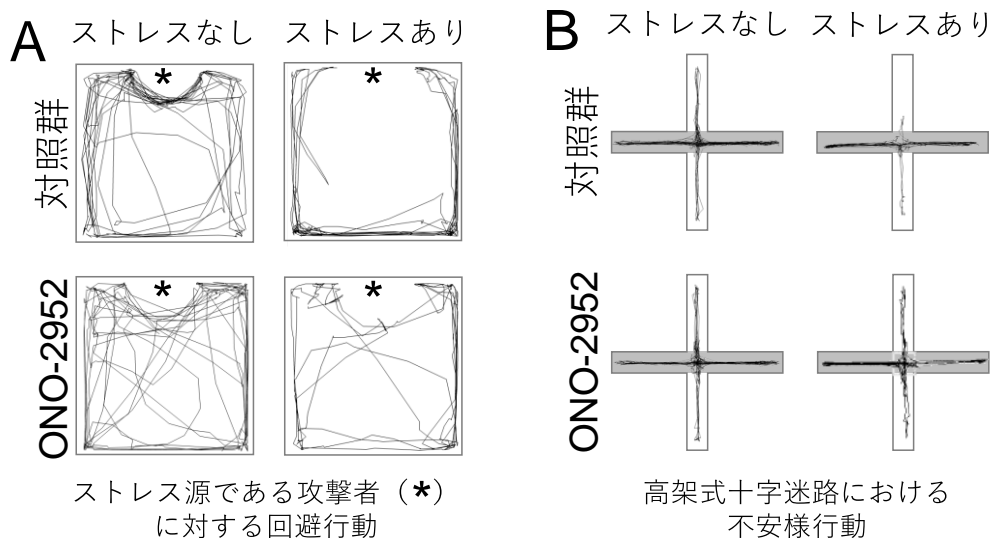 A
ストレスなし ストレスあり
対照群
*
*
ONO-2952
*
*
ストレス源である攻撃者（*）
に対する回避行動
B
ストレスなし ストレスあり
対照群
ONO-2952
高架式十字迷路における
不安様行動